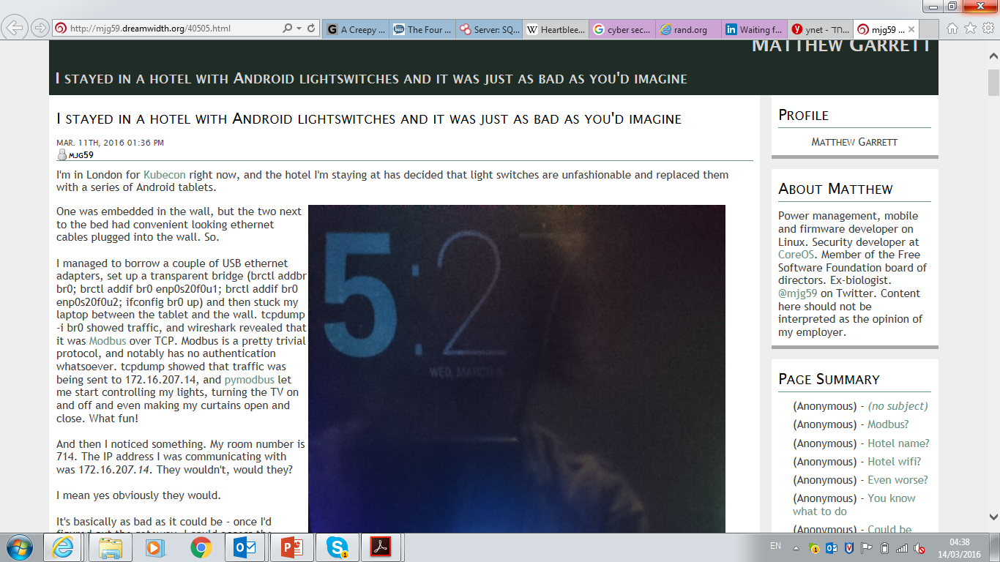 http://mjg59.dreamwidth.org/40505.html
A Creepy ...
The Four ...
Server: SQ...
Heartblee...
cyber sec...
rand.org
Waiting f...
ynet - חד...
mjg59 ...
MATTHEW GARRETT
I STAYED IN A HOTEL WITH ANDROID LIGHTSWITCHES AND IT WAS JUST AS BAD AS YOU'D IMAGINE
I STAYED IN A HOTEL WITH ANDROID LIGHTSWITCHES AND IT WAS JUST AS BAD AS YOU'D IMAGINE
MAR. 11TH, 2016 01:36 PM
MJG59
I'm in London for Kubecon right now, and the hotel I'm staying at has decided that light switches are unfashionable and replaced them
with a series of Android tablets.
One was embedded in the wall, but the two next
to the bed had convenient looking ethernet
cables plugged into the wall. So.
I managed to borrow a couple of USB ethernet
adapters, set up a transparent bridge (brctl addbr
br0; brctl addif br0 enp0s20f0u1; brctl addif br0
enp0s20f0u2; ifconfig br0 up) and then stuck my
laptop between the tablet and the wall. tcpdump
-i br0 showed traffic, and wireshark revealed that
it was Modbus over TCP. Modbus is a pretty trivial
protocol, and notably has no authentication
whatsoever. tcpdump showed that traffic was
being sent to 172.16.207.14, and pymodbus let
me start controlling my lights, turning the TV on
and off and even making my curtains open and
close. What fun!
And then I noticed something. My room number is
714. The IP address I was communicating with
was 172.16.207.14. They wouldn't, would they?
I mean yes obviously they would.
It's basically as bad as it could be - once I'd
5:2
WED, MARCH
PROFILE
MATTHEW GARRETT
ABOUT MATTHEW
Power management, mobile
and firmware developer on
Linux. Security developer at
CoreOS. Member of the Free
Software Foundation board of
directors. Ex-biologist.
@mjg59 on Twitter. Content
here should not be
interpreted as the opinion of
my employer.
PAGE SUMMARY
(Anonymous) - (no subject)
(Anonymous) - Modbus?
(Anonymous) - Hotel name?
(Anonymous) - Hotel wifi?
(Anonymous) - Even worse?
(Anonymous) - You know
what to do
(Anonymous) - Could be
EN
04:38
14/03/2016